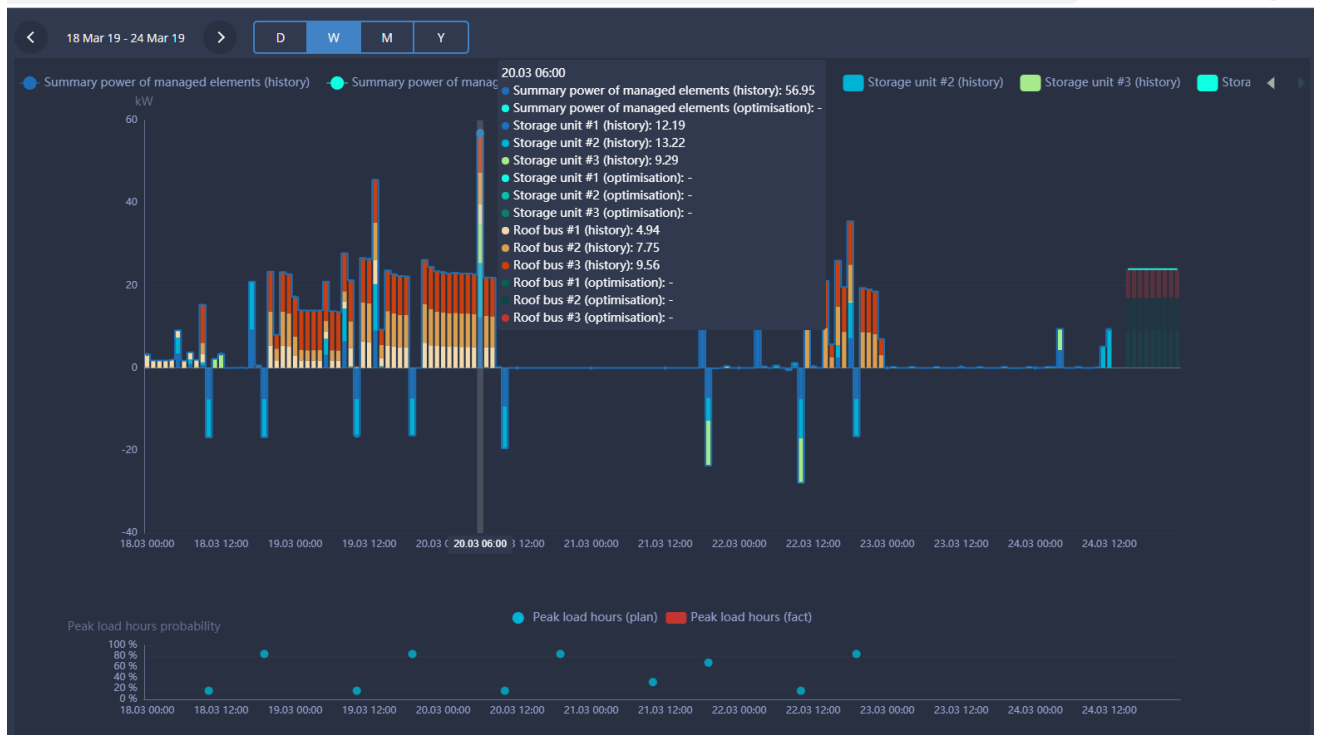 18 Mar 19 - 24 Mar 19 D W M Y
Summary power of managed elements (history) Summary power of manag Storage unit #2 (history) Storage unit #3 (history) Stora
20.03 06:00
Summary power of managed elements (history): 56.95
Summary power of managed elements (optimisation): -
Storage unit #1 (history): 12.19
Storage unit #2 (history): 13.22
Storage unit #3 (history): 9.29
Storage unit #1 (optimisation): -
Storage unit #2 (optimisation): -
Storage unit #3 (optimisation): -
Roof bus #1 (history): 4.94
Roof bus #2 (history): 7.75
Roof bus #3 (history): 9.56
Roof bus #1 (optimisation): -
Roof bus #2 (optimisation): -
Roof bus #3 (optimisation): -
kW
60
40
20
0
-20
-40
18.03 00:00 18.03 12:00 19.03 00:00 19.03 12:00 20.03 ( 20.03 06:00 3 12:00 21.03 00:00 21.03 12:00 22.03 00:00 22.03 12:00 23.03 00:00 23.03 12:00 24.03 00:00 24.03 12:00
Peak load hours (plan) Peak load hours (fact)
Peak load hours probability
100 %
80 %
60 %
40 %
20 %
0 %
18.03 00:00 18.03 12:00 19.03 00:00 19.03 12:00 20.03 00:00 20.03 12:00 21.03 00:00 21.03 12:00 22.03 00:00 22.03 12:00 23.03 00:00 23.03 12:00 24.03 00:00 24.03 12:00